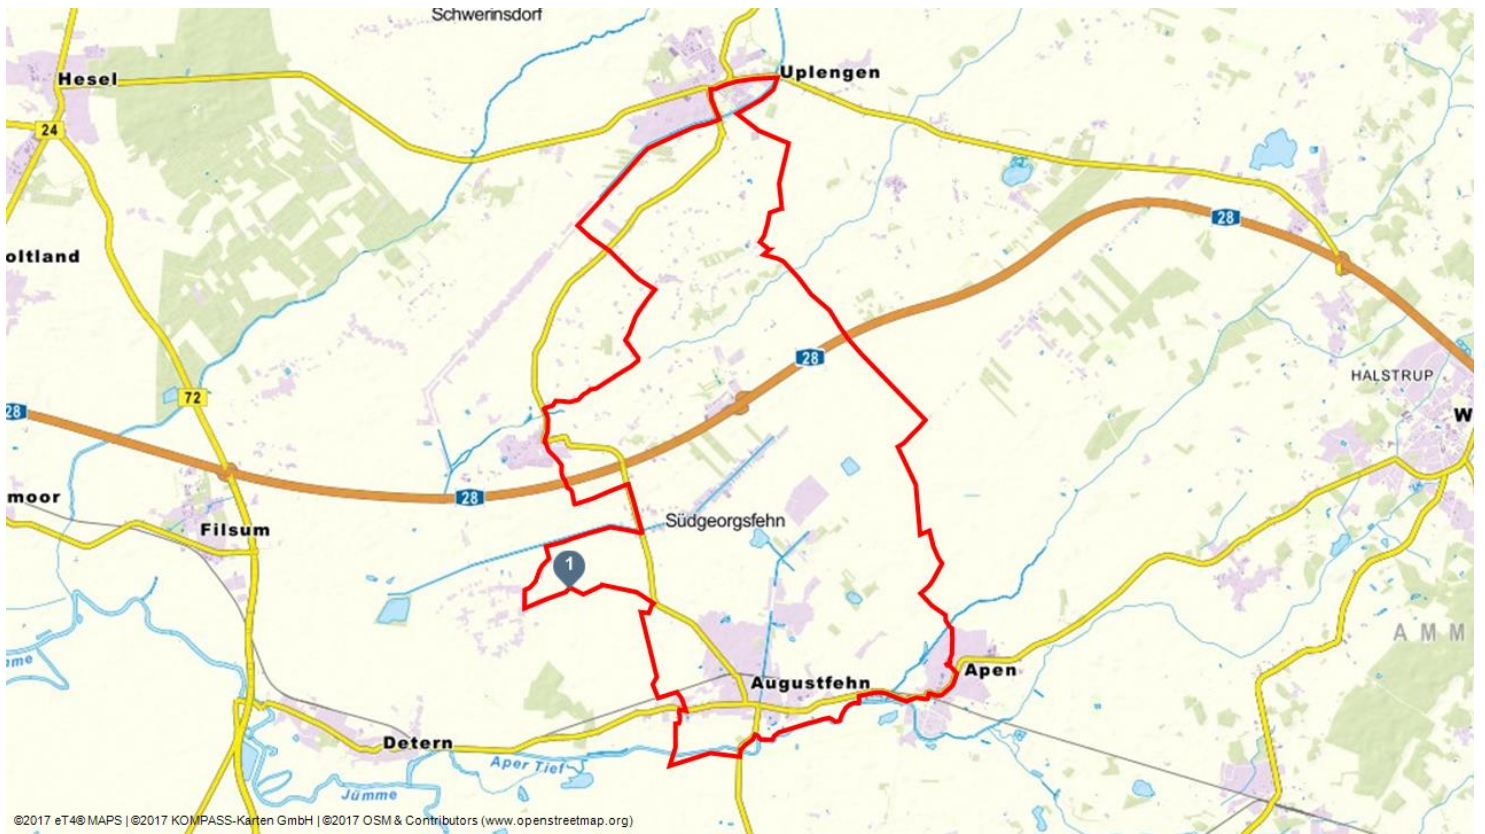 Schwerinsdorf
Hesel
Uplengen
24
28
oltland
28
HALSTRUP
72
28
W
moor
28
Filsum
Südgeorgsfehn
1
AMM
eme
Apen
Augustfehn
Detern
Aper Tief
Jümme
©2017 eT4® MAPS | ©2017 KOMPASS-Karten GmbH | ©2017 OSM & Contributors (www.openstreetmap.org)